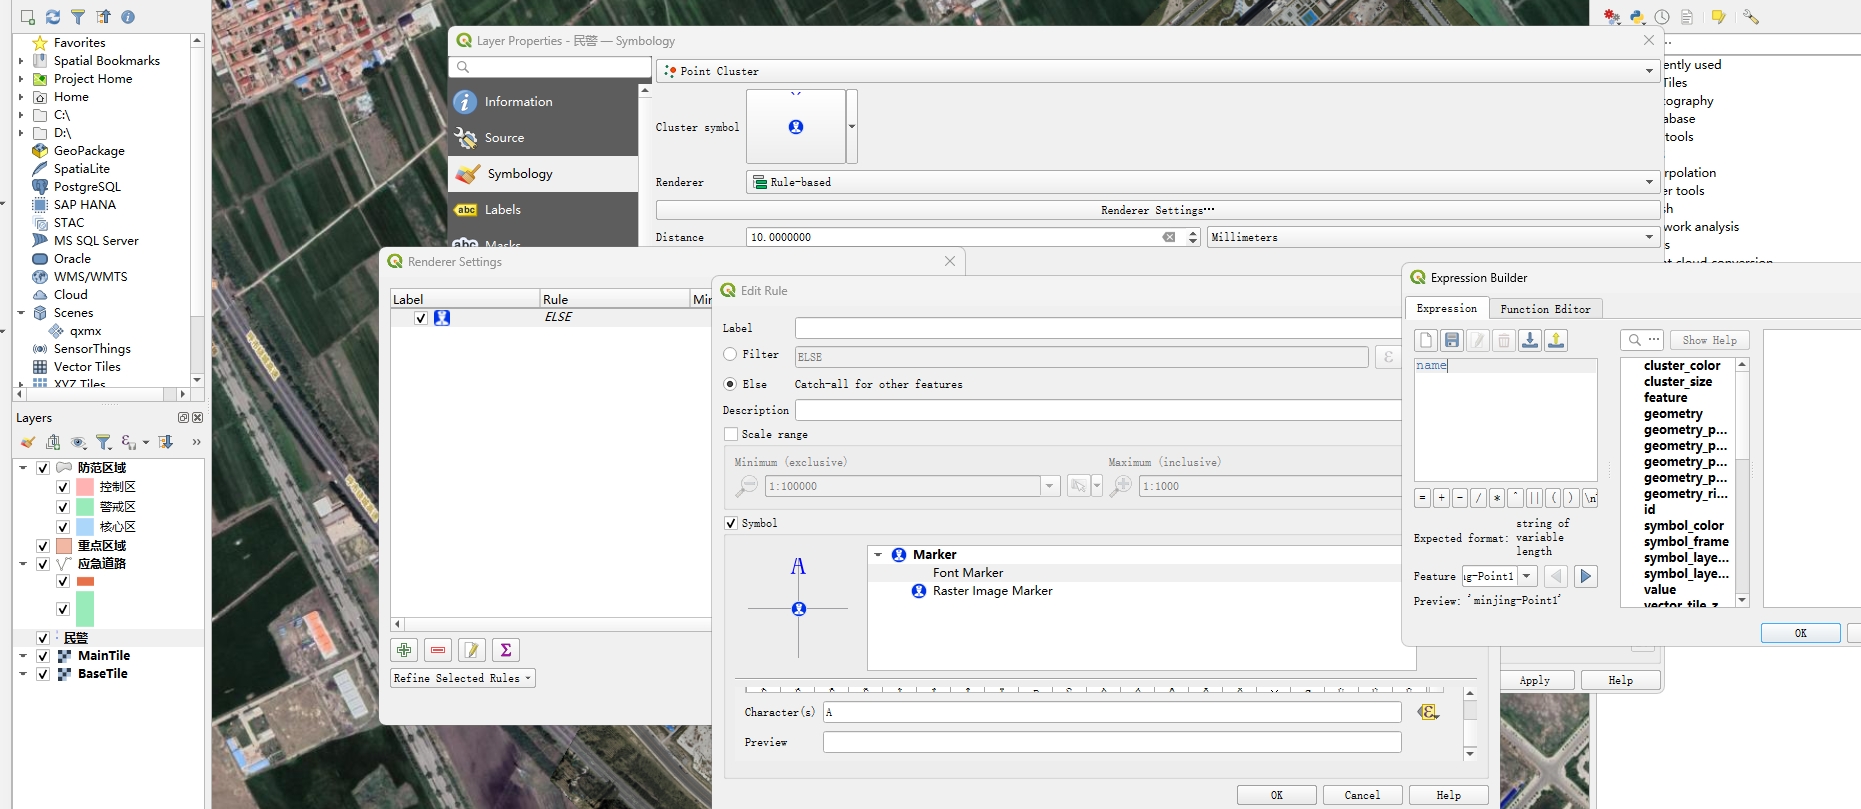 Favorites
Spatial Bookmarks
Project Home
Home
C:\
D:\
GeoPackage
SpatiaLite
PostgreSQL
SAP HANA
STAC
MS SQL Server
Oracle
WMS/WMTS
Cloud
Scenes
qxmx
SensorThings
Vector Tiles
XYZ Tiles
Layers
防范区域
控制区
警戒区
核心区
重点区域
应急道路
民警
MainTile
BaseTile
Layer Properties - 民警 — Symbology
Information
Source
Symbology
abc Labels
abc Masks
Point Cluster
Cluster symbol
Renderer
Rule-based
Renderer Settings…
Distance
10.0000000
Millimeters
Apply
Help
Renderer Settings
Label
Rule
Mir
ELSE
Refine Selected Rules
Edit Rule
Label
Filter
ELSE
Else
Catch-all for other features
Description
Scale range
Minimum (exclusive)
Maximum (inclusive)
1:100000
1:1000
Symbol
A
Marker
Font Marker
Raster Image Marker
Character(s)
A
Preview
OK
Cancel
Help
Expression Builder
Expression
Function Editor
Show Help
name
= + - / * ^ || ( ) \n'
Expected format:
string of variable length
Feature
ıg-Point1
Preview: 'minjing-Point1'
cluster_color
cluster_size
feature
geometry
geometry_p...
geometry_p...
geometry_p...
geometry_p...
geometry_ri...
id
symbol_color
symbol_frame
symbol_laye...
symbol_laye...
value
vector_tile_z
OK
ently used
Tiles
tography
abase
tools
rpolation
r tools
sh
work analysis
s
t cloud conversion